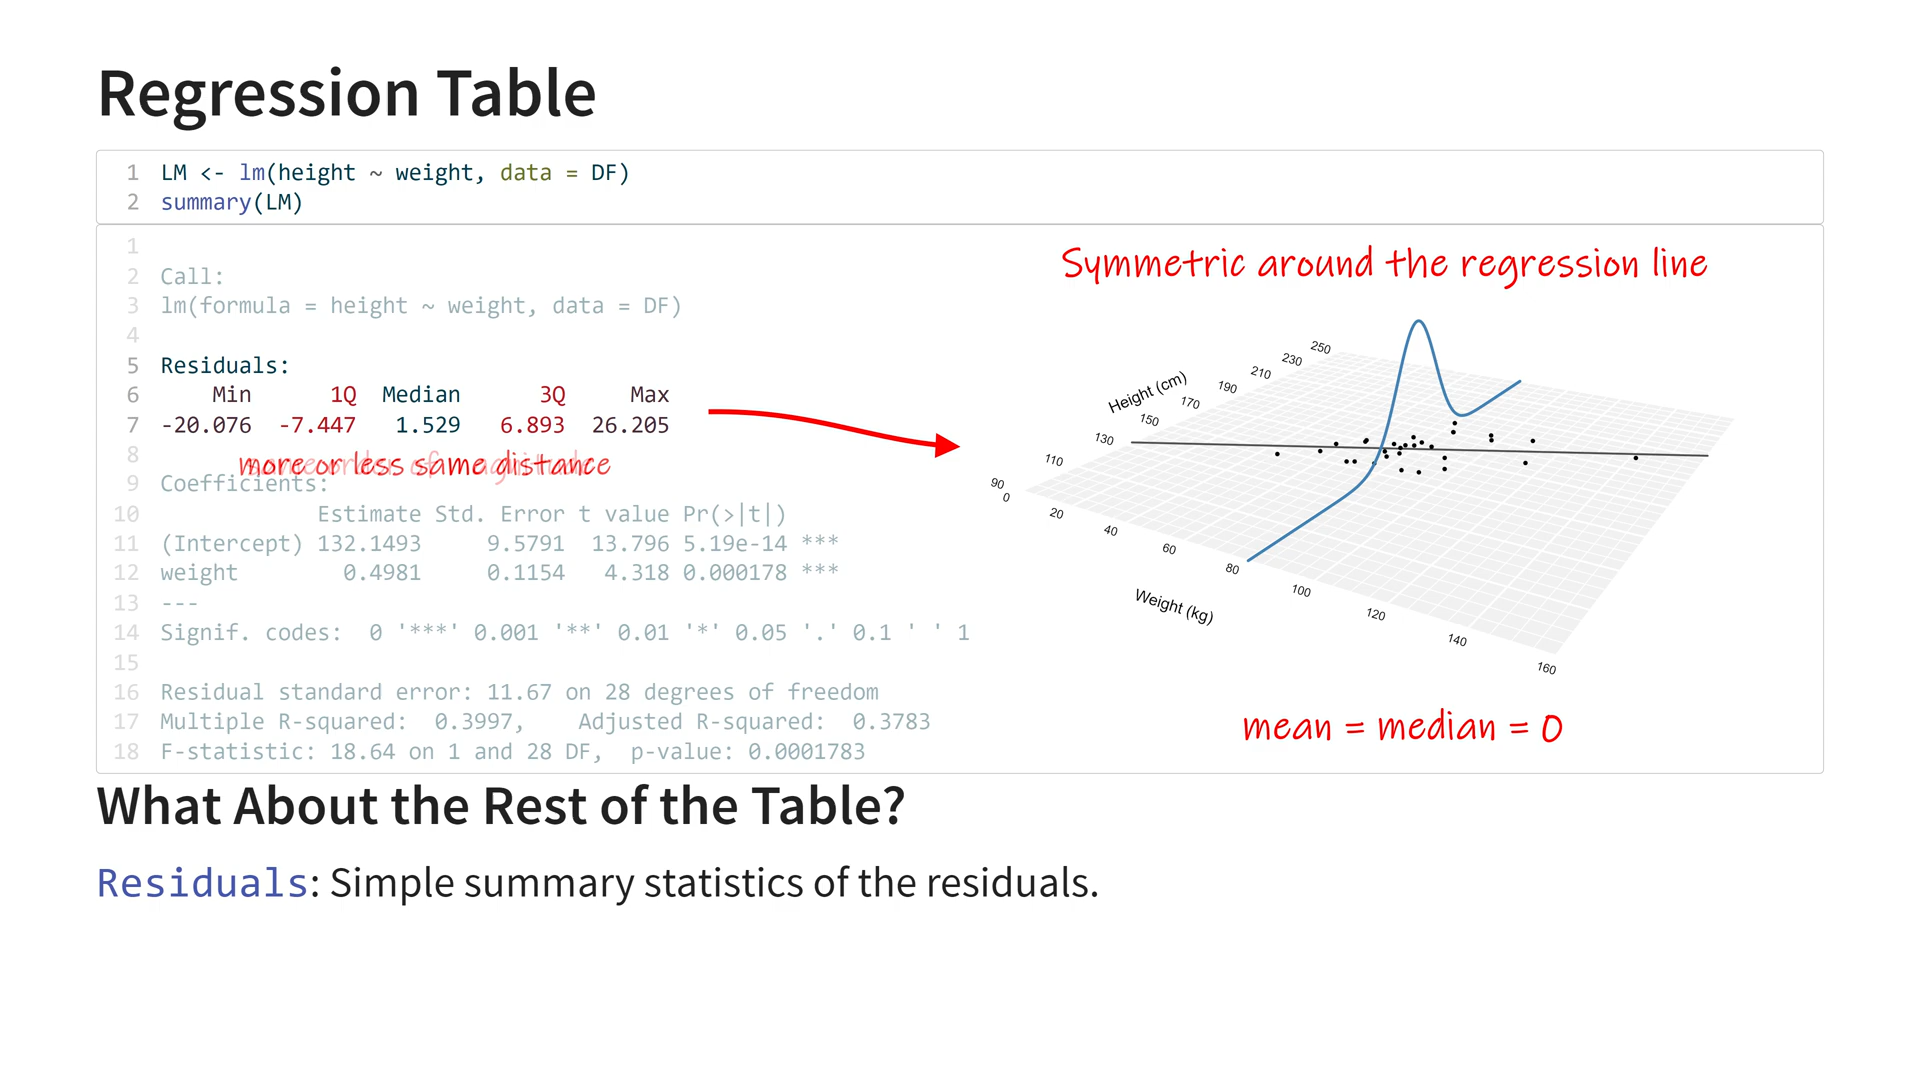 Regression Table
1 LM <- lm(height ~ weight, data = DF)
2 summary(LM)
1
2 Call:
3 lm(formula = height ~ weight, data = DF)
4
5 Residuals:
6 Min 1Q Median 3Q Max
7 -20.076 -7.447 1.529 6.893 26.205
8
more or less same distance
9 Coefficients:
10 Estimate Std. Error t value Pr(>|t|)
11 (Intercept) 132.1493 9.5791 13.796 5.19e-14 ***
12 weight 0.4981 0.1154 4.318 0.000178 ***
13 ---
14 Signif. codes: 0 '***' 0.001 '**' 0.01 '*' 0.05 '.' 0.1 ' ' 1
15
16 Residual standard error: 11.67 on 28 degrees of freedom
17 Multiple R-squared: 0.3997, Adjusted R-squared: 0.3783
18 F-statistic: 18.64 on 1 and 28 DF, p-value: 0.0001783
Symmetric around the regression line
250
230
210
190
170
150
130
110
90
Height (cm)
0
20
40
60
80
100
120
140
160
Weight (kg)
mean = median = 0
What About the Rest of the Table?
Residuals: Simple summary statistics of the residuals.